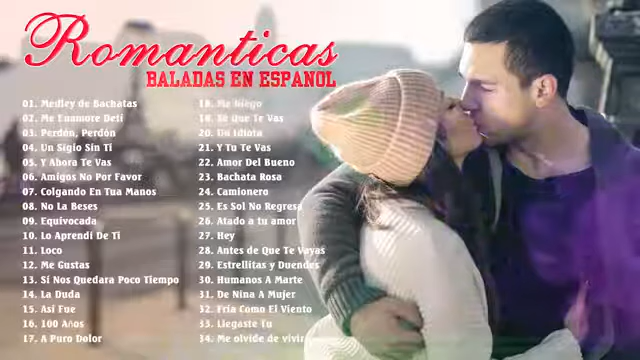 Romanticas
BALADAS EN ESPANOL
01. Medley de Bachatas
02. Me Enamore Deti
03. Perdón, Perdón
04. Un Siglo Sin Ti
05. Y Ahora Te Vas
06. Amigos No Por Favor
07. Colgando En Tua Manos
08. No La Beses
09. Equivocada
10. Lo Aprendi De Ti
11. Loco
12. Me Gustas
13. Sí Nos Quedara Poco Tiempo
14. La Duda
15. Asi Fue
16. 100 Años
17. A Puro Dolor
18. Me Niego
19. Se Que Te Vas
20. Un Idiota
21. Y Tu Te Vas
22. Amor Del Bueno
23. Bachata Rosa
24. Camionero
25. Es Sol No Regresa
26. Atado a tu amor
27. Hey
28. Antes de Que Te Vayas
29. Estrellitas y Duendes
30. Humanos A Marte
31. De Nina A Mujer
32. Fría Como El Viento
33. Llegaste Tu
34. Me olvide de vivir